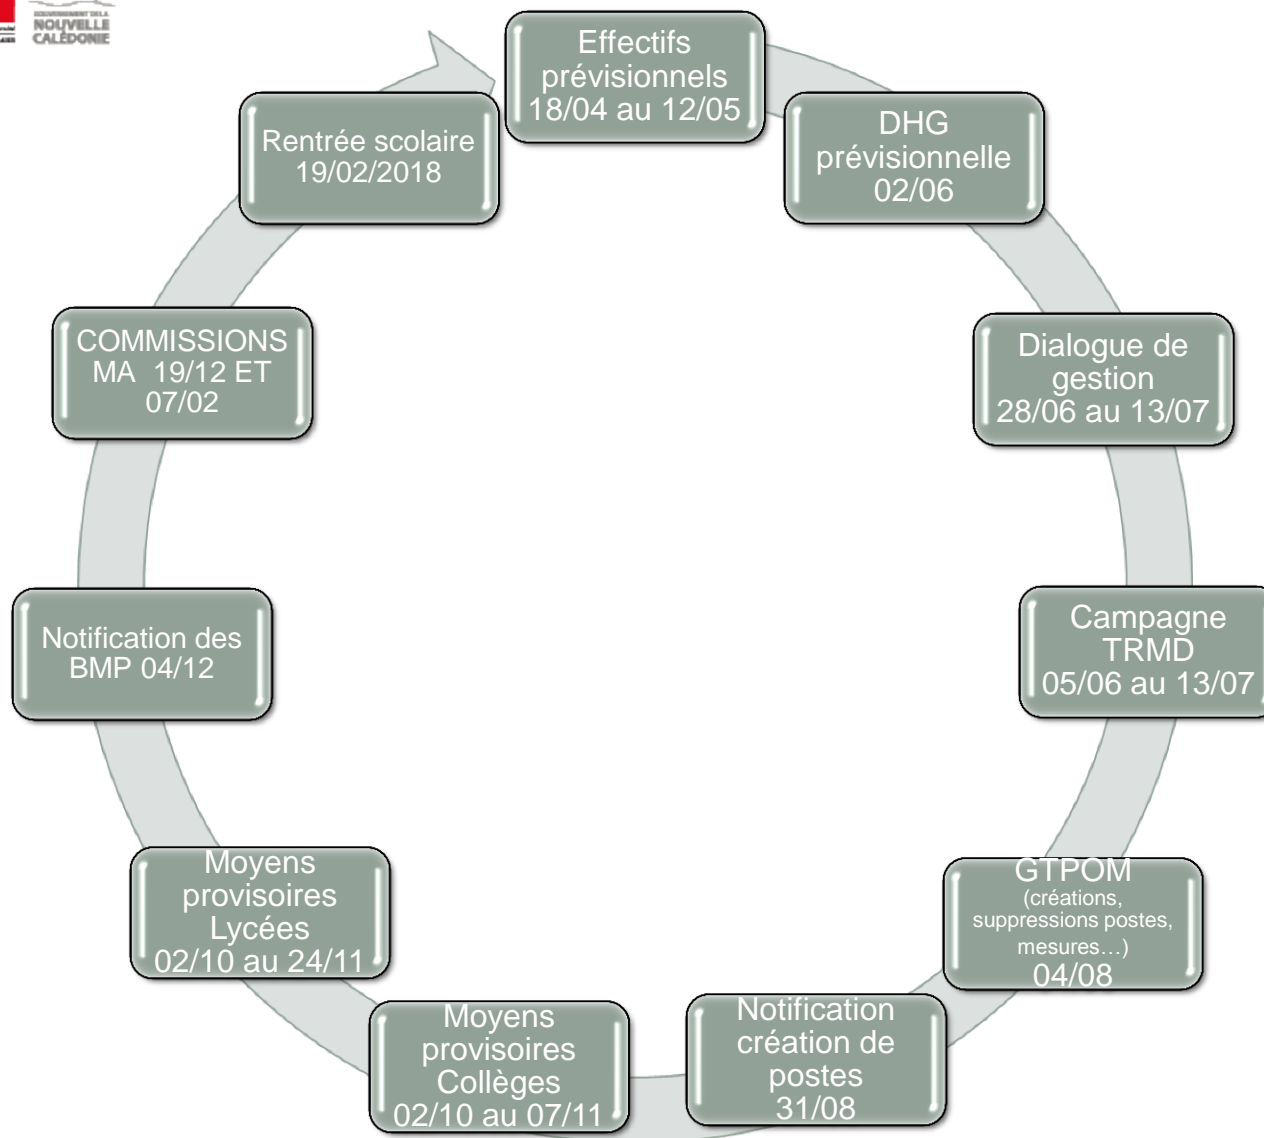 GOUVERNEMENT DE LA
NOUVELLE
CALÉDONIE
Effectifs
prévisionnels
18/04 au 12/05
DHG
prévisionnelle
02/06
Dialogue de
gestion
28/06 au 13/07
Campagne
TRMD
05/06 au 13/07
GTPOM
(créations,
suppressions postes,
mesures…)
04/08
Notification
création de
postes
31/08
Moyens
provisoires
Collèges
02/10 au 07/11
Moyens
provisoires
Lycées
02/10 au 24/11
Notification des
BMP 04/12
COMMISSIONS
MA 19/12 ET
07/02
Rentrée scolaire
19/02/2018